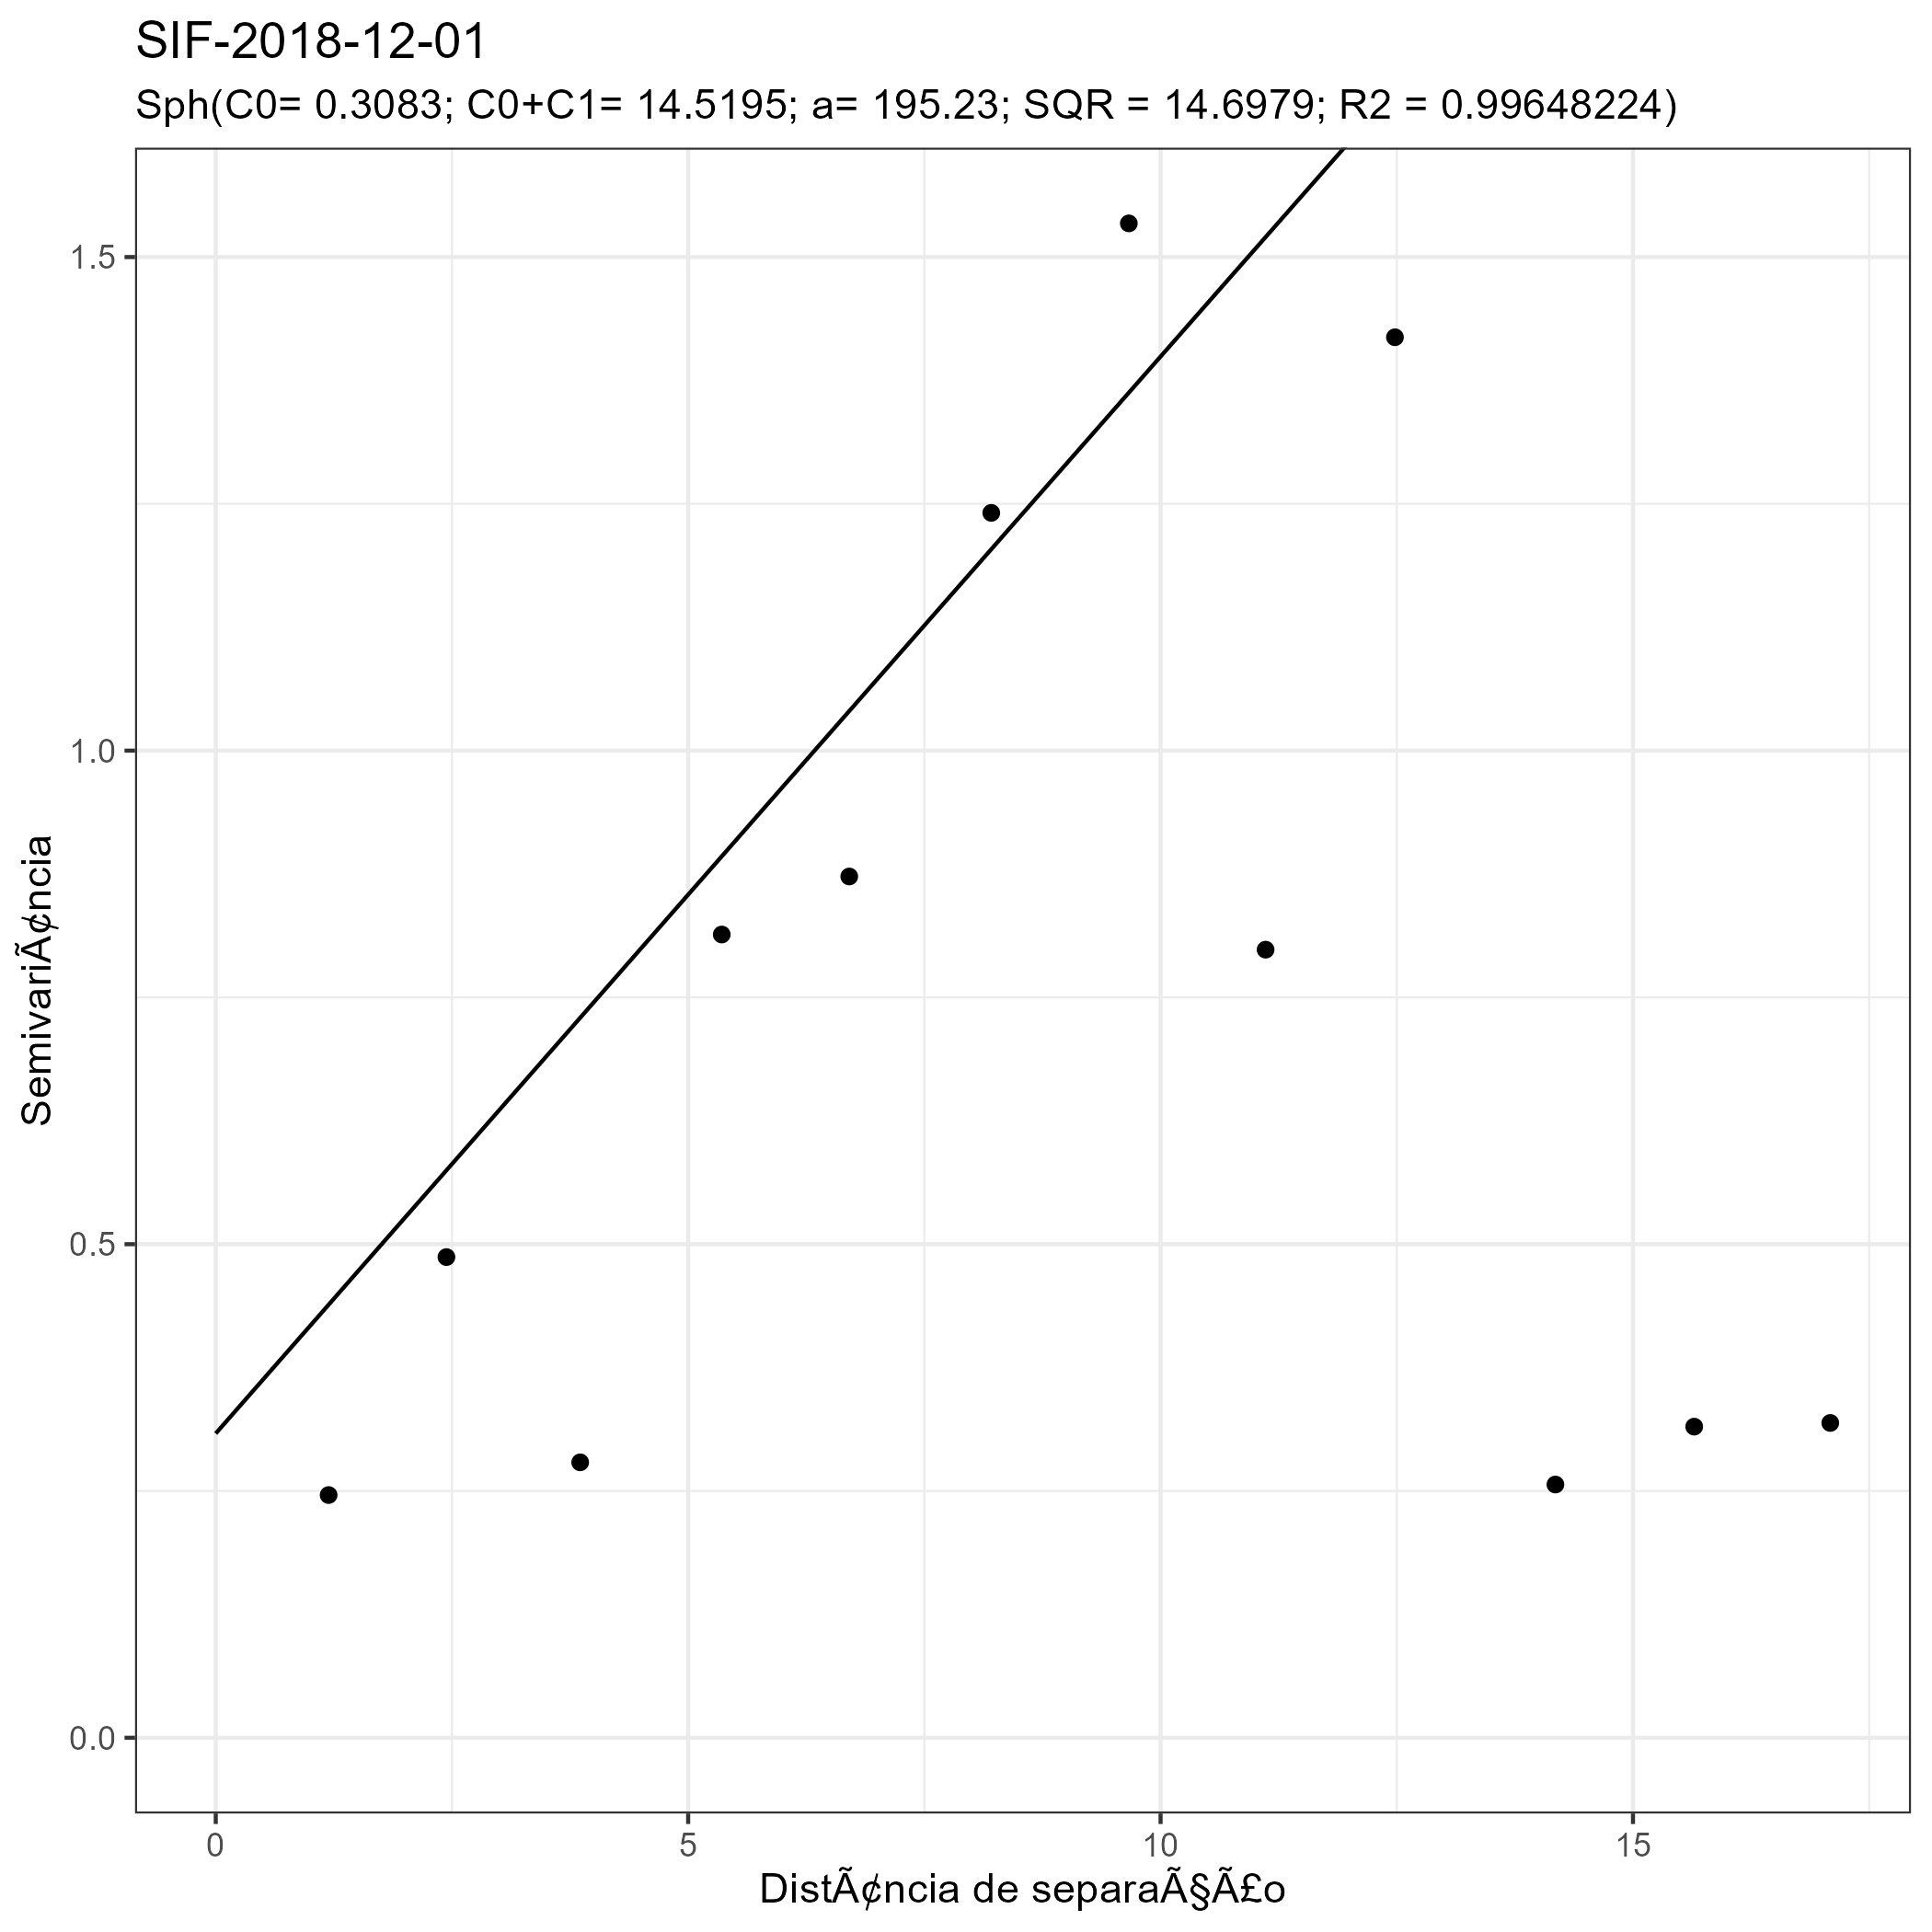 SIF-2018-12-01
Sph(C0= 0.3083; C0+C1= 14.5195; a= 195.23; SQR = 14.6979; R2 = 0.99648224)
1.5
1.0
0.5
0.0
SemivariÃ¢ncia
0 5 10 15
DistÃ¢ncia de separaÃ§Ã£o